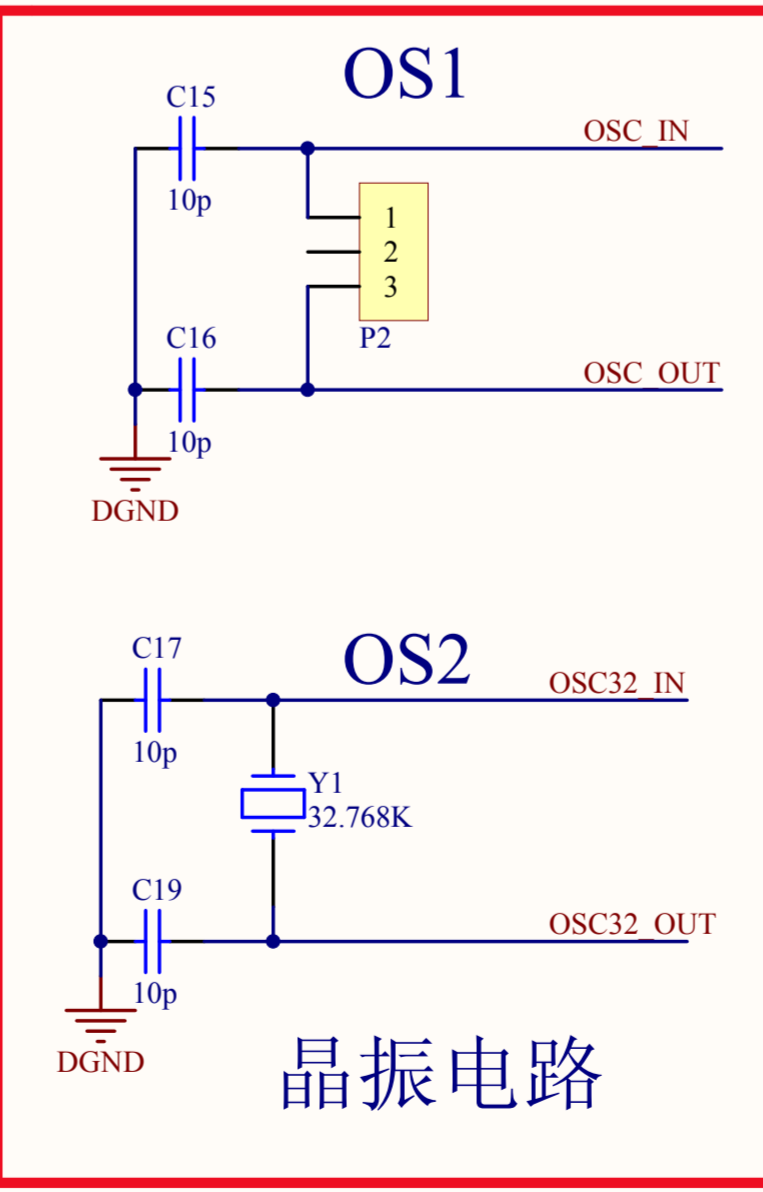 OS1
C15
OSC_IN
10p
1
2
3
C16
P2
OSC_OUT
10p
DGND
OS2
C17
OSC32_IN
10p
Y1
32.768K
C19
OSC32_OUT
10p
DGND
晶振电路